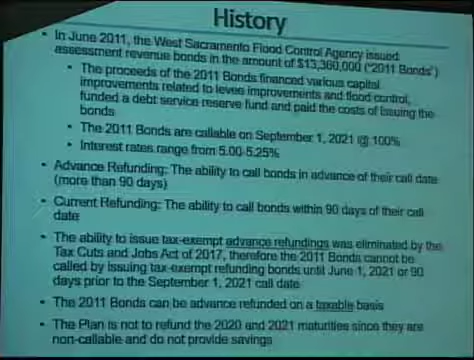 History
• In June 2011, the West Sacramento Flood Control Agency issued
assessment revenue bonds in the amount of $13,360,000 ("2011 Bonds")
• The proceeds of the 2011 Bonds financed various capital
improvements related to levee improvements and flood control,
funded a debt service reserve fund and paid the costs of issuing the
bonds
• The 2011 Bonds are callable on September 1, 2021 @ 100%
• Interest rates range from 5.00-5.25%
• Advance Refunding: The ability to call bonds in advance of their call date
(more than 90 days)
• Current Refunding: The ability to call bonds within 90 days of their call
date
• The ability to issue tax-exempt advance refundings was eliminated by the
Tax Cuts and Jobs Act of 2017, therefore the 2011 Bonds cannot be
called by issuing tax-exempt refunding bonds until June 1, 2021 or 90
days prior to the September 1, 2021 call date
• The 2011 Bonds can be advance refunded on a taxable basis
• The Plan is not to refund the 2020 and 2021 maturities since they are
non-callable and do not provide savings